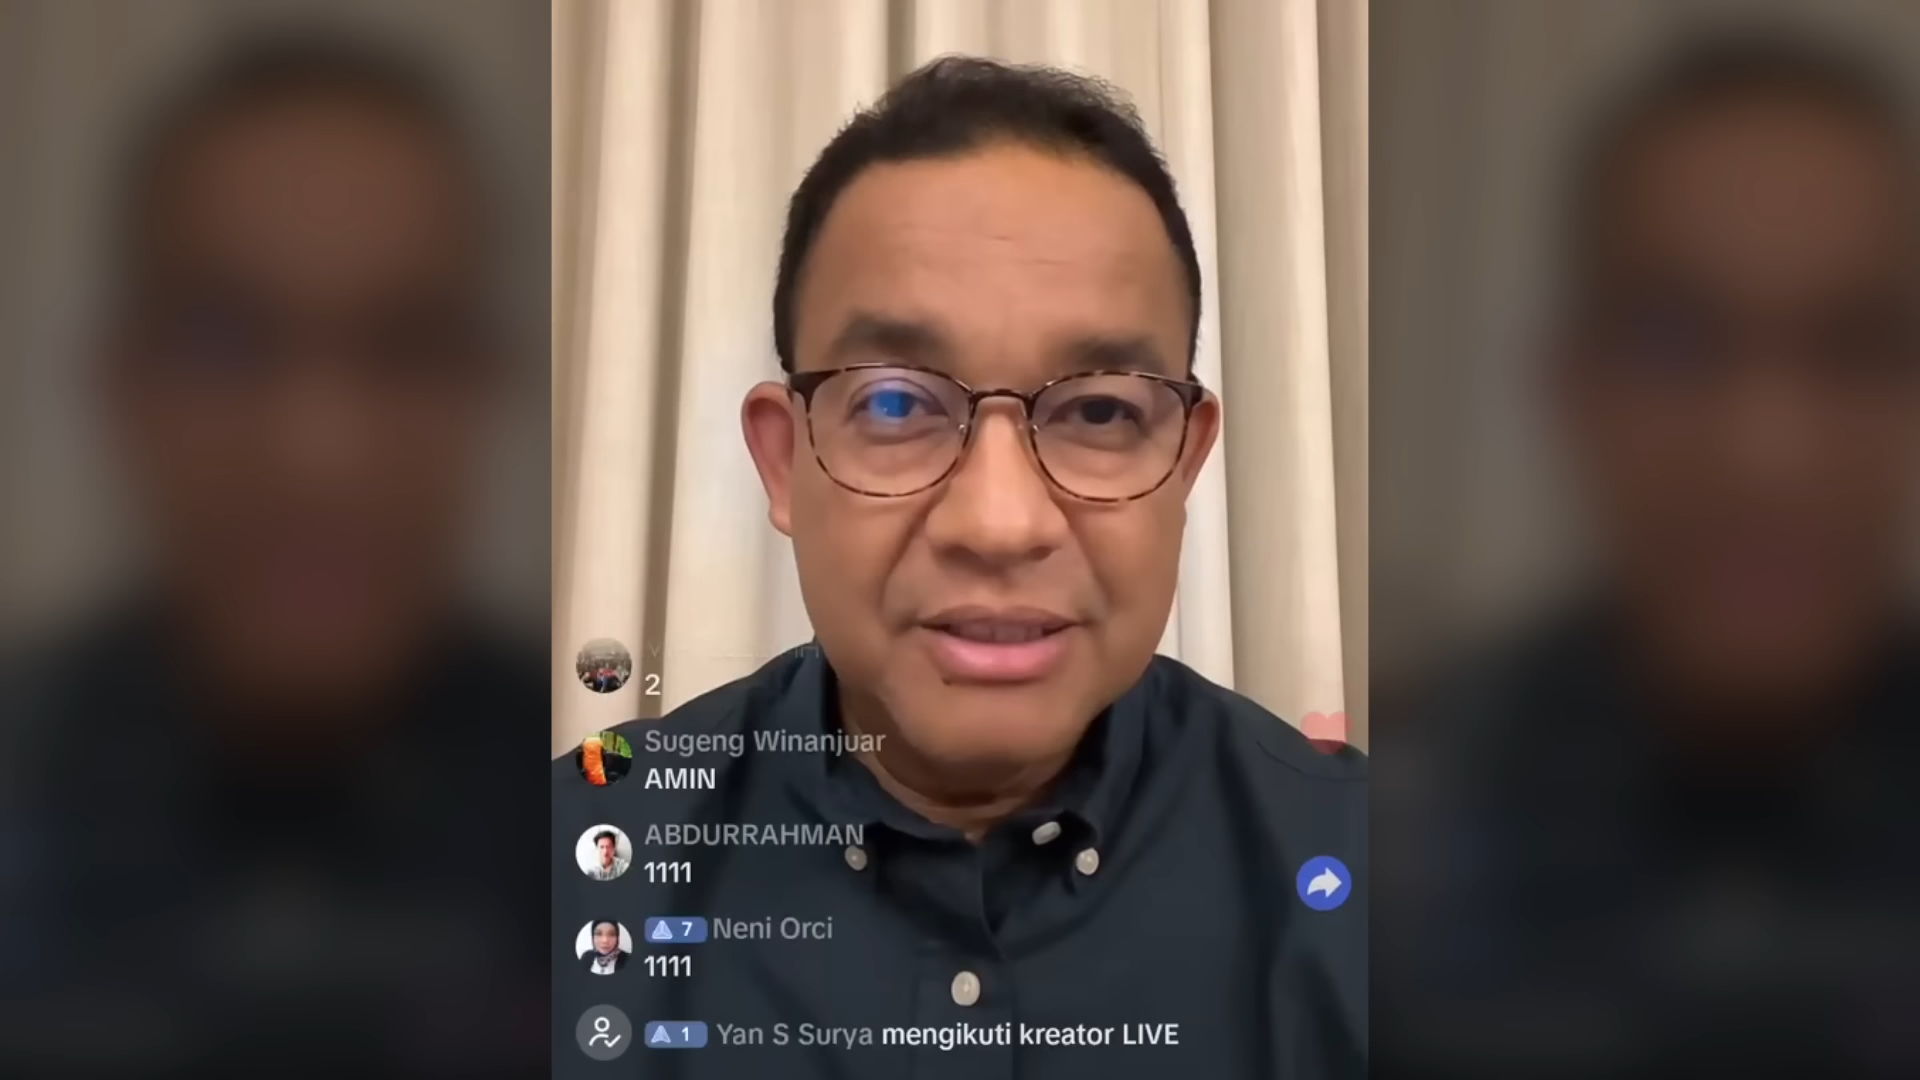 2
Sugeng Winanjuar
AMIN
ABDURRAHMAN
1111
7 Neni Orci
1111
1 Yan S Surya mengikuti kreator LIVE